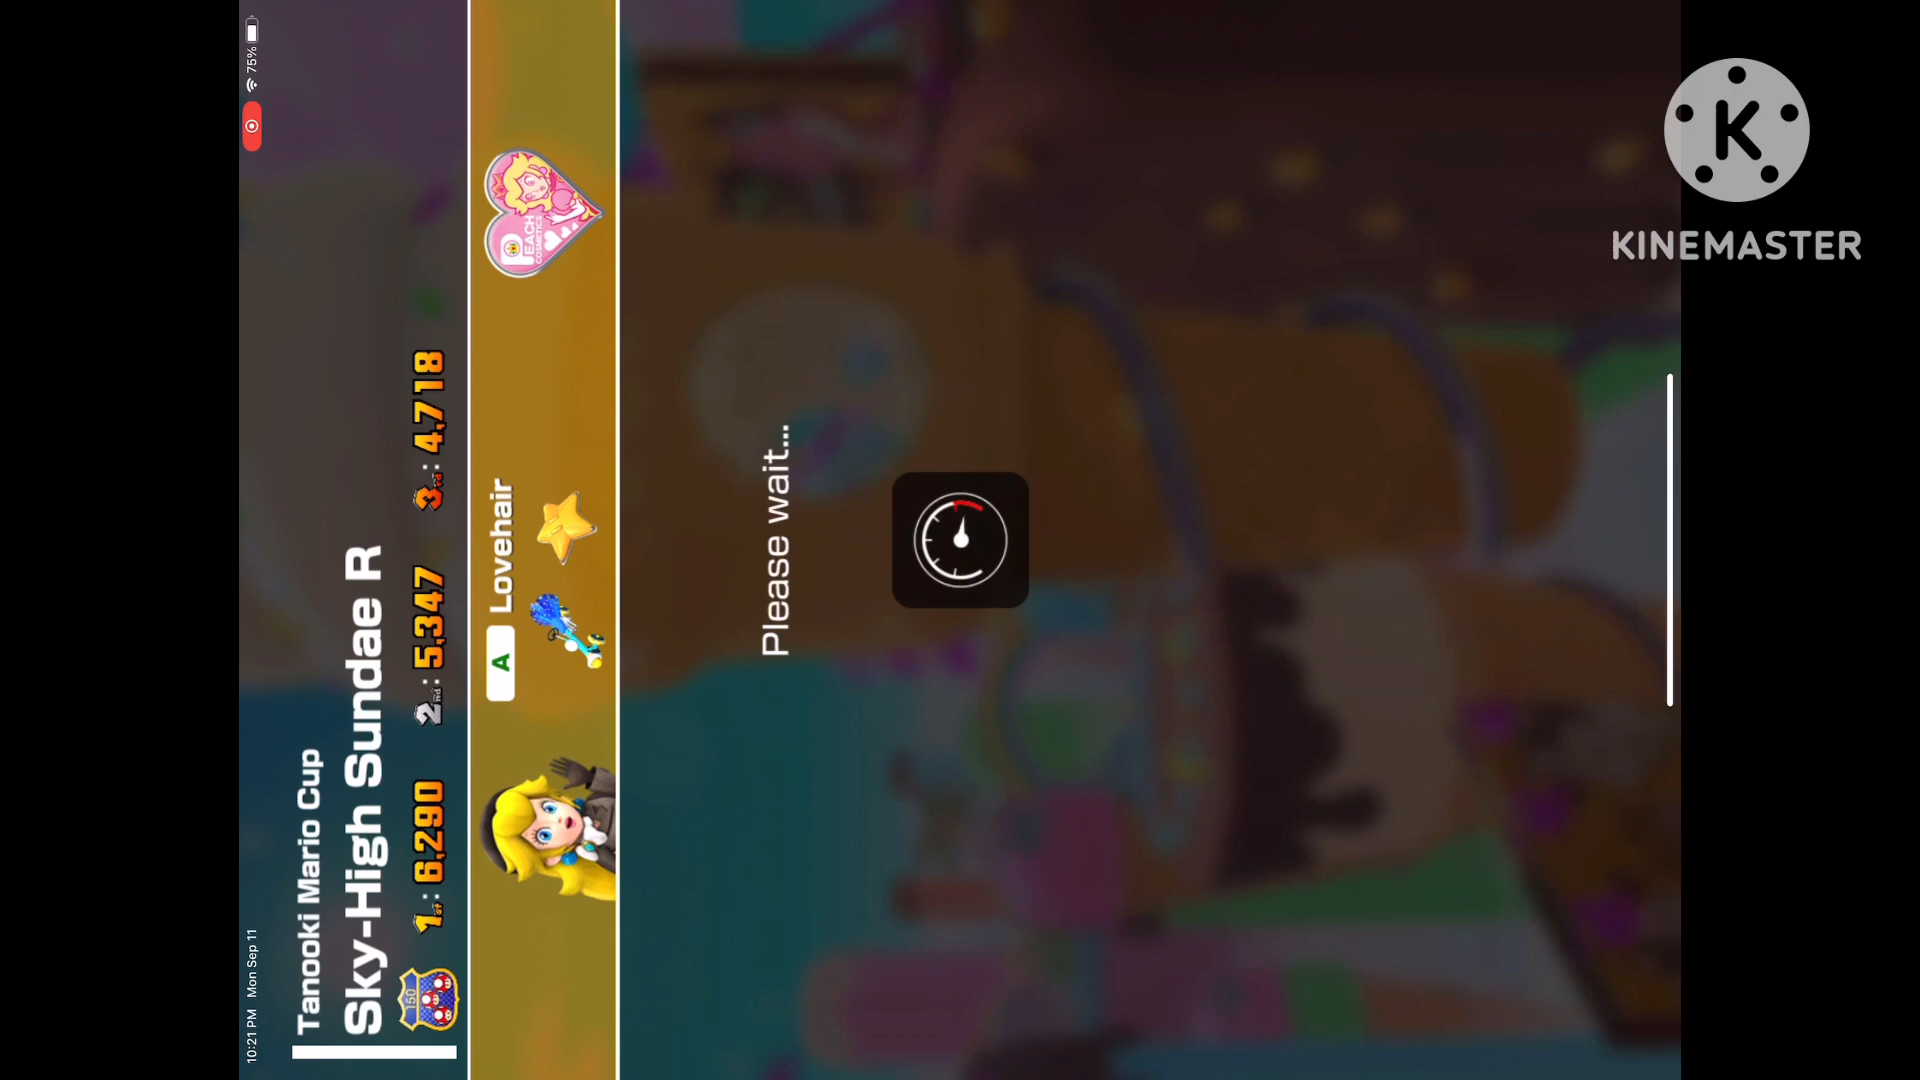 10:21 PM Mon Sep 11
75%
Tanooki Mario Cup
Sky-High Sundae R
150
1st: 6,290 2nd: 5,347 3rd: 4,718
A Lovehair
PEACH
COSMETICS
Please wait...
K
KINEMASTER